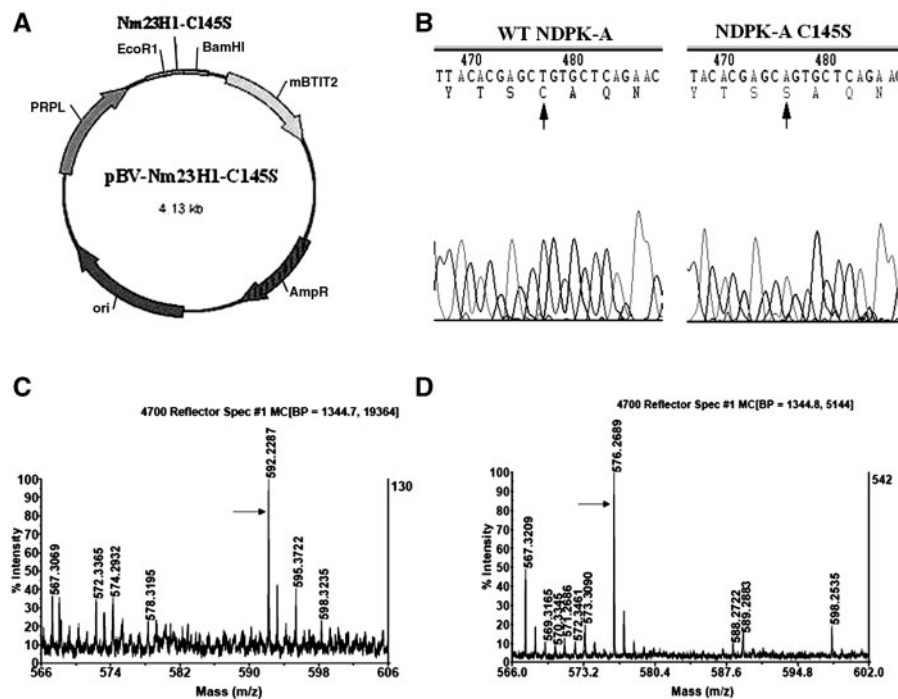 A
Nm23H1-C145S
EcoR1
BamHI
mBTIT2
PRPL
pBV-Nm23H1-C145S
4.13 kb
AmpR
ori
B
WT NDPK-A
470 480
TT ACACGAGCTGTGCTCAGAAC
Y T S C A Q N
NDPK-A C145S
470 480
T TACACGAGCAGTGCTCAGAAC
Y T S S A Q N
C
4700 Reflector Spec #1 MC[BP = 1344.7, 19364]
592.2287
130
100
90
80
70
60
50
40
30
20
10
0
% Intensity
567.3069
572.3365
574.2932
578.3195
595.3722
598.3235
566 574 582 590 598 606
Mass (m/z)
D
4700 Reflector Spec #1 MC[BP = 1344.8, 5144]
576.2689
542
100
90
80
70
60
50
40
30
20
10
0
% Intensity
567.3209
569.3165
570.3345
571.2686
572.3461
573.3090
588.2722
589.2883
598.2535
566.0 573.2 580.4 587.6 594.8 602.0
Mass (m/z)